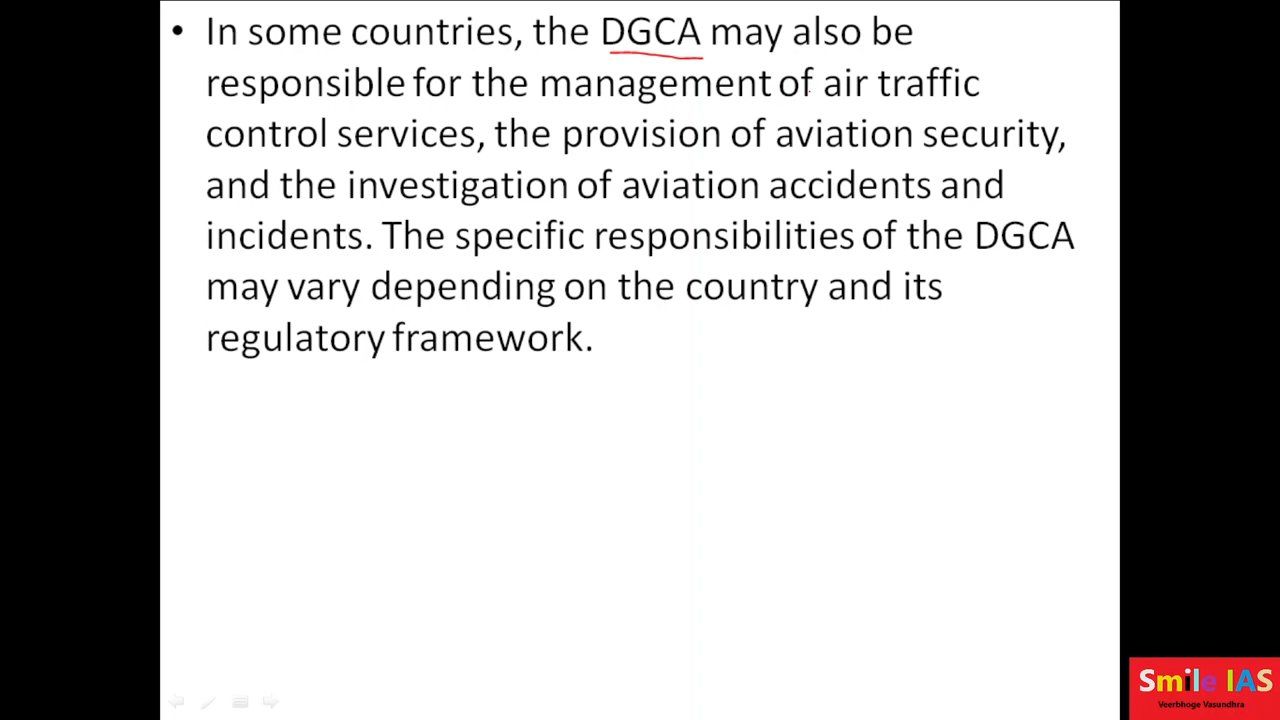 • In some countries, the DGCA may also be
responsible for the management of air traffic
control services, the provision of aviation security,
and the investigation of aviation accidents and
incidents. The specific responsibilities of the DGCA
may vary depending on the country and its
regulatory framework.
Smile IAS
Veerbhoge Vasundhra